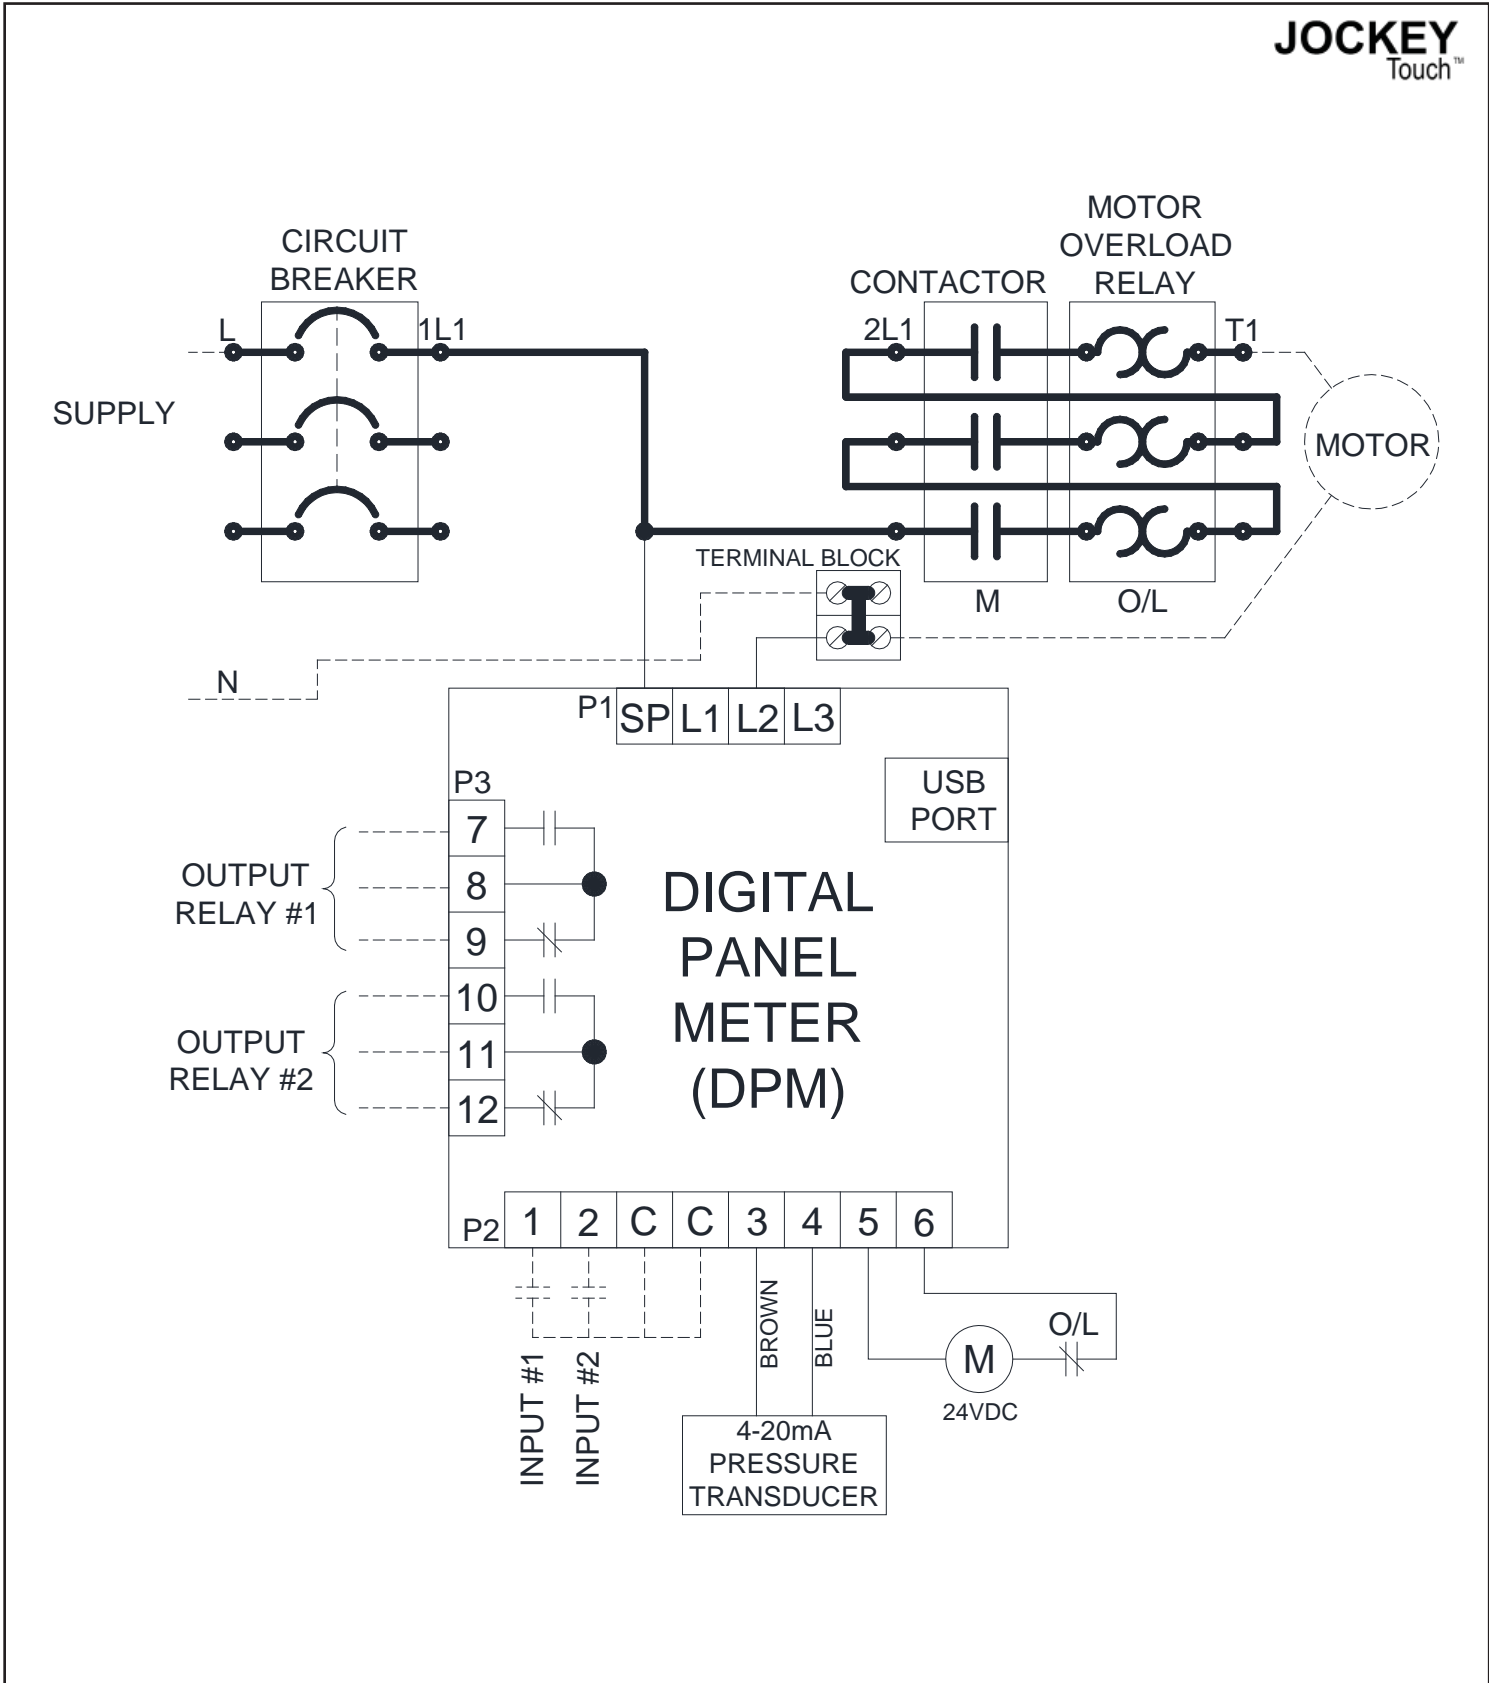 JOCKEY
Touch™
MOTOR
OVERLOAD
RELAY
CIRCUIT
BREAKER
CONTACTOR
L
1L1
2L1
T1
SUPPLY
MOTOR
TERMINAL BLOCK
M
O/L
N
P1
SP
L1
L2
L3
USB
PORT
P3
7
8
9
10
11
12
OUTPUT
RELAY #1
OUTPUT
RELAY #2
DIGITAL
PANEL
METER
(DPM)
P2
1
2
C
C
3
4
5
6
INPUT #1
INPUT #2
BROWN
BLUE
O/L
M
24VDC
4-20mA
PRESSURE
TRANSDUCER